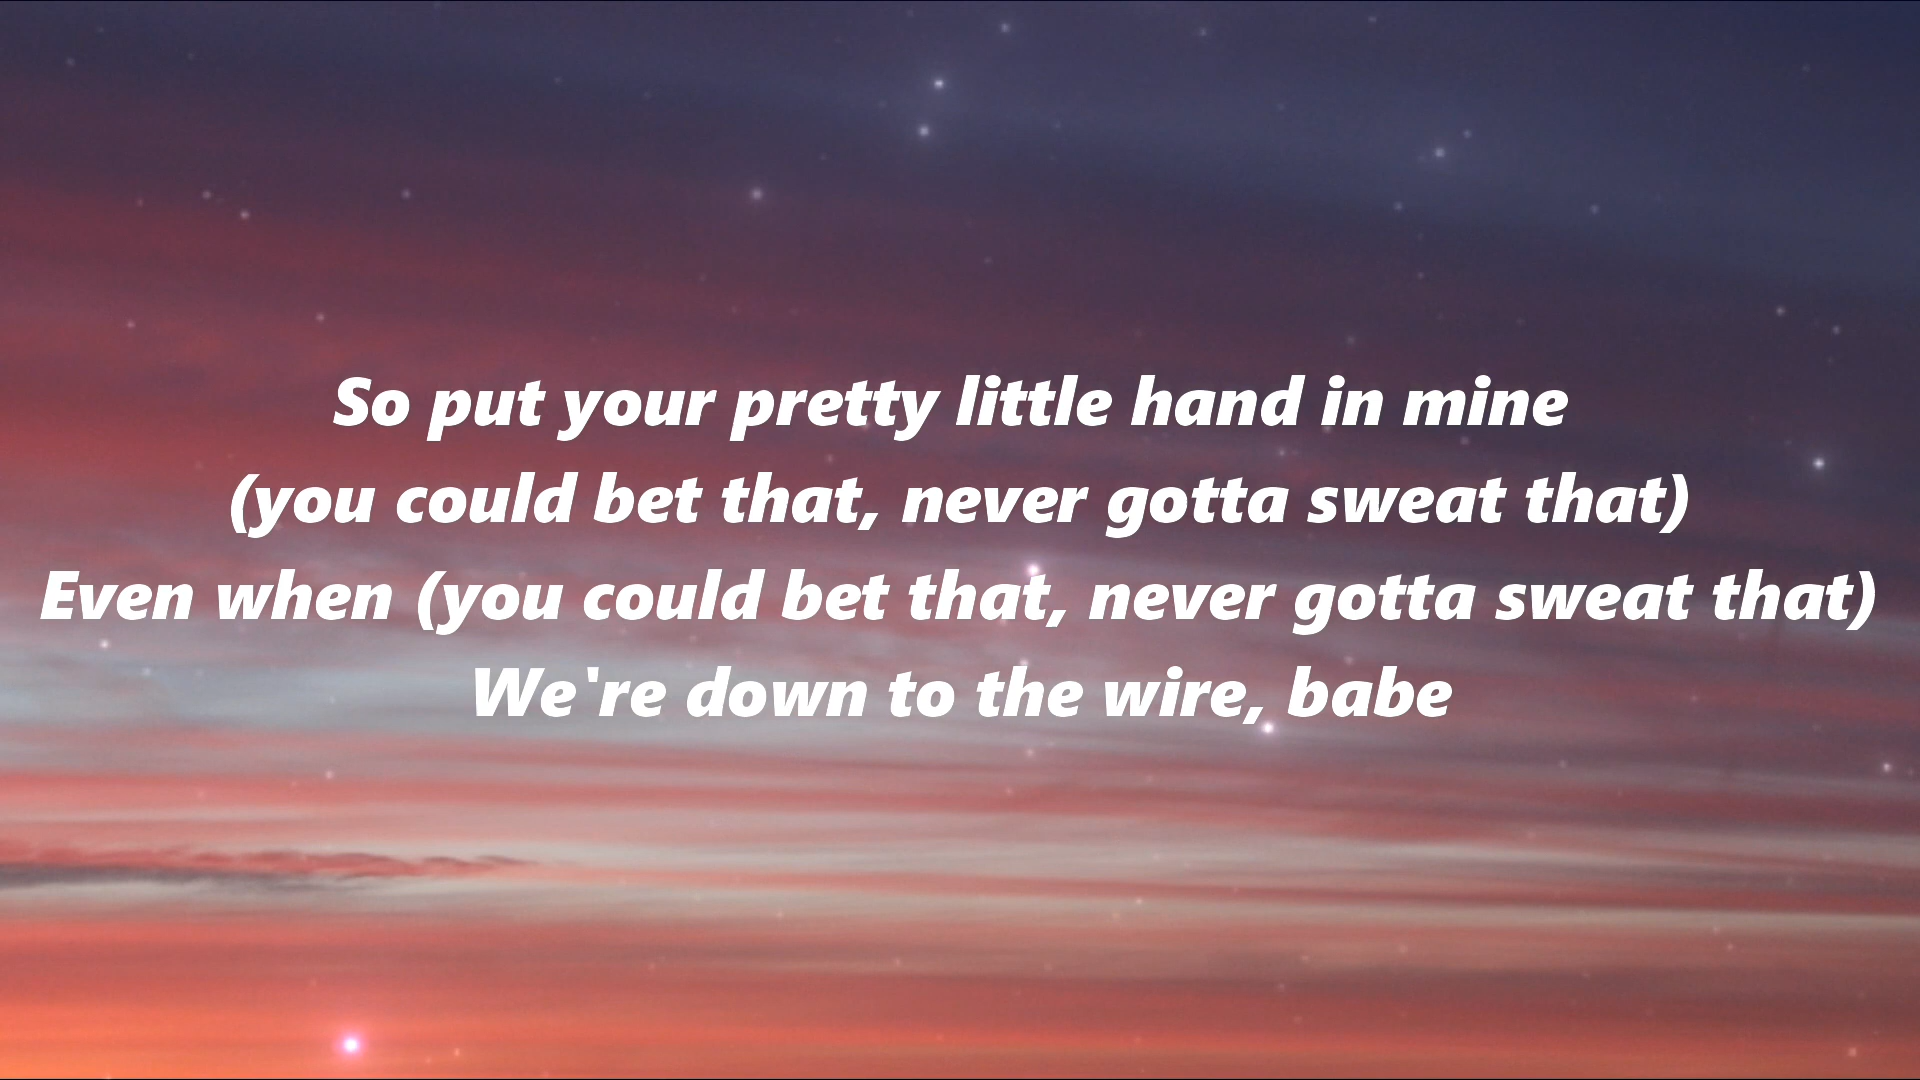 So put your pretty little hand in mine
(you could bet that, never gotta sweat that)
Even when (you could bet that, never gotta sweat that)
We're down to the wire, babe